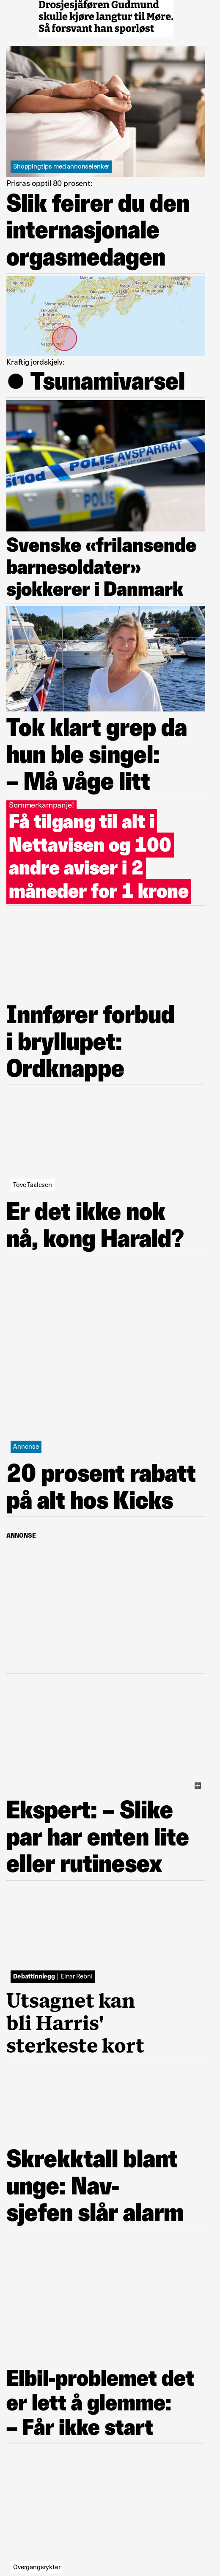 Drosjesjåføren Gudmund
skulle kjøre langtur til Møre.
Så forsvant han sporløst
Shoppingtips med annonselenker
Prisras opptil 80 prosent:
Slik feirer du den
internasjonale
orgasmedagen
Kraftig jordskjelv:
Tsunamivarsel
POLIS AVSPÄRRAT
POLIS
Svenske «frilansende
barnesoldater»
sjokkerer i Danmark
Tok klart grep da
hun ble singel:
– Må våge litt
Sommerkampanje!
Få tilgang til alt i
Nettavisen og 100
andre aviser i 2
måneder for 1 krone
Innfører forbud
i bryllupet:
Ordknappe
Tove Taalesen
Er det ikke nok
nå, kong Harald?
Annonse
20 prosent rabatt
på alt hos Kicks
ANNONSE
Ekspert: – Slike
par har enten lite
eller rutinesex
Debattinnlegg | Einar Rebni
Utsagnet kan
bli Harris'
sterkeste kort
Skrekktall blant
unge: Nav-
sjefen slår alarm
Elbil-problemet det
er lett å glemme:
– Får ikke start
Overgangsrykter